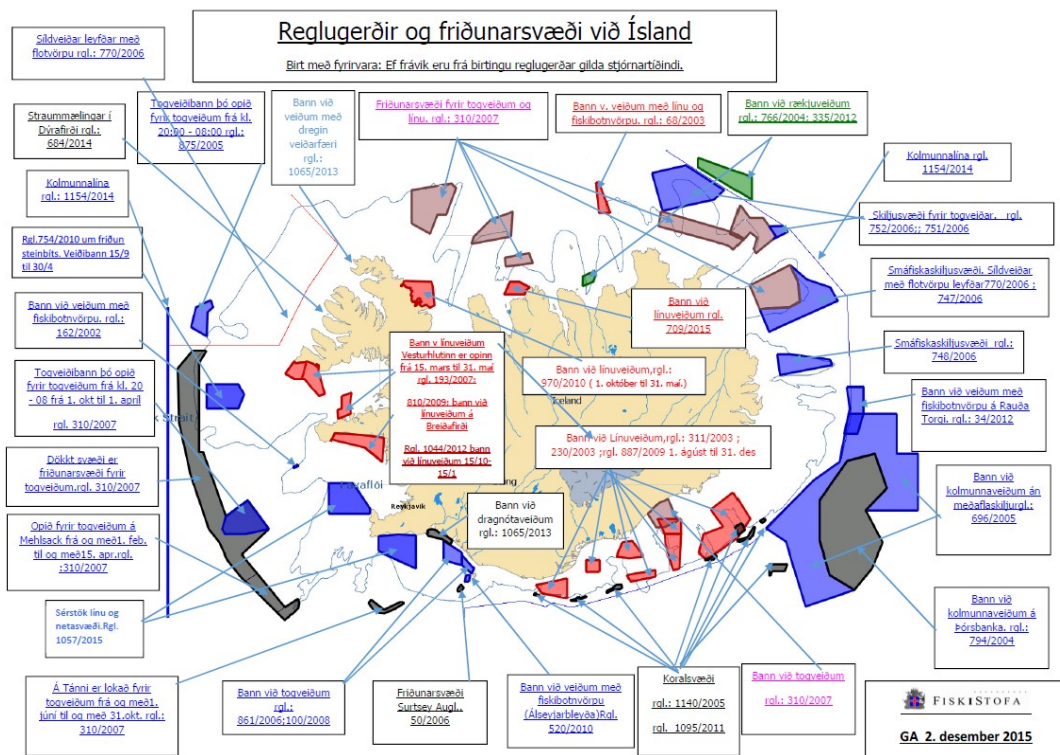 Reglugerðir og friðunarsvæði við Ísland
Birt með fyrirvara: Ef frávik eru frá birtingu reglugerðar gilda stjórnartíðindi.
Síldveiðar leyfðar með
flotvörpu rgl.: 770/2006
Straummælingar í
Dýrafirði rgl.:
684/2014
Togveiðibann þó opið
fyrir togveiðum frá kl.
20:00 - 08:00 rgl.:
875/2005
Bann við
veiðum með
dregin
veiðarfæri
rgl.:
1065/2013
Friðunarsvæði fyrir togveiðum og
línu. rgl.: 310/2007
Bann v. veiðum með línu og
fiskibotnvörpu. rgl.: 68/2003
Bann við rækjuveiðum
rgl.: 766/2004; 335/2012
Kolmunnalína rgl.
1154/2014
Kolmunnalína
rgl.: 1154/2014
Skiljusvæði fyrir togveiðar. rgl.
752/2006;; 751/2006
Rgl.754/2010 um friðun
steinbíts. Veiðibann 15/9
til 30/4
Smáfiskaskiljusvæði. Síldveiðar
með flotvörpu leyfðar770/2006 ;
747/2006
Bann við veiðum með
fiskibotnvörpu. rgl.:
162/2002
Bann við
línuveiðum rgl.
709/2015
Bann v línuveiðum
Vesturhlutinn er opinn
frá 15. mars til 31. maí
rgl. 193/2007:
810/2009: bann við
línuveiðum á
Breiðafirði
Rgl. 1044/2012 bann
við línuveiðum 15/10-
15/1
Bann við línuveiðum,rgl.:
970/2010 ( 1. október til 31. maí.)
Iceland
Smáfiskaskiljusvæði rgl.:
748/2006
Togveiðibann þó opið
fyrir togveiðum frá kl. 20
- 08 frá 1. okt til 1. apríl
rgl. 310/2007
Bann við veiðum með
fiskibotnvörpu á Rauða
Torgi. rgl.: 34/2012
k Strait
Bann við Línuveiðum,rgl.: 311/2003 ;
230/2003 ;rgl. 887/2009 1. ágúst til 31. des
Dökkt svæði er
friðunarsvæði fyrir
togveiðum.rgl. 310/2007
Faxaflói
Reykjavik
Bann við
dragnótaveiðum
rgl.: 1065/2013
Bann við
kolmunnaveiðum án
meðaflaskiljurgl.:
696/2005
Opið fyrir togveiðum á
Mehlsack frá og með1. feb.
til og með15. apr.rgl.
:310/2007
Sérstök línu og
netasvæði.Rgl.
1057/2015
Bann við
kolmunnaveiðum á
Þórsbanka. rgl.:
794/2004
Á Tánni er lokað fyrir
togveiðum frá og með1.
júní til og með 31.okt. rgl.:
310/2007
Bann við togveiðum
rgl.:
861/2006;100/2008
Friðunarsvæði
Surtsey Augl..
50/2006
Bann við veiðum með
fiskibotnvörpu
(Álseyjarbleyða)Rgl.
520/2010
Koralsvæði
rgl.: 1140/2005
rgl. 1095/2011
Bann við togveiðum
rgl.: 310/2007
FISKISTOFA
GA 2. desember 2015